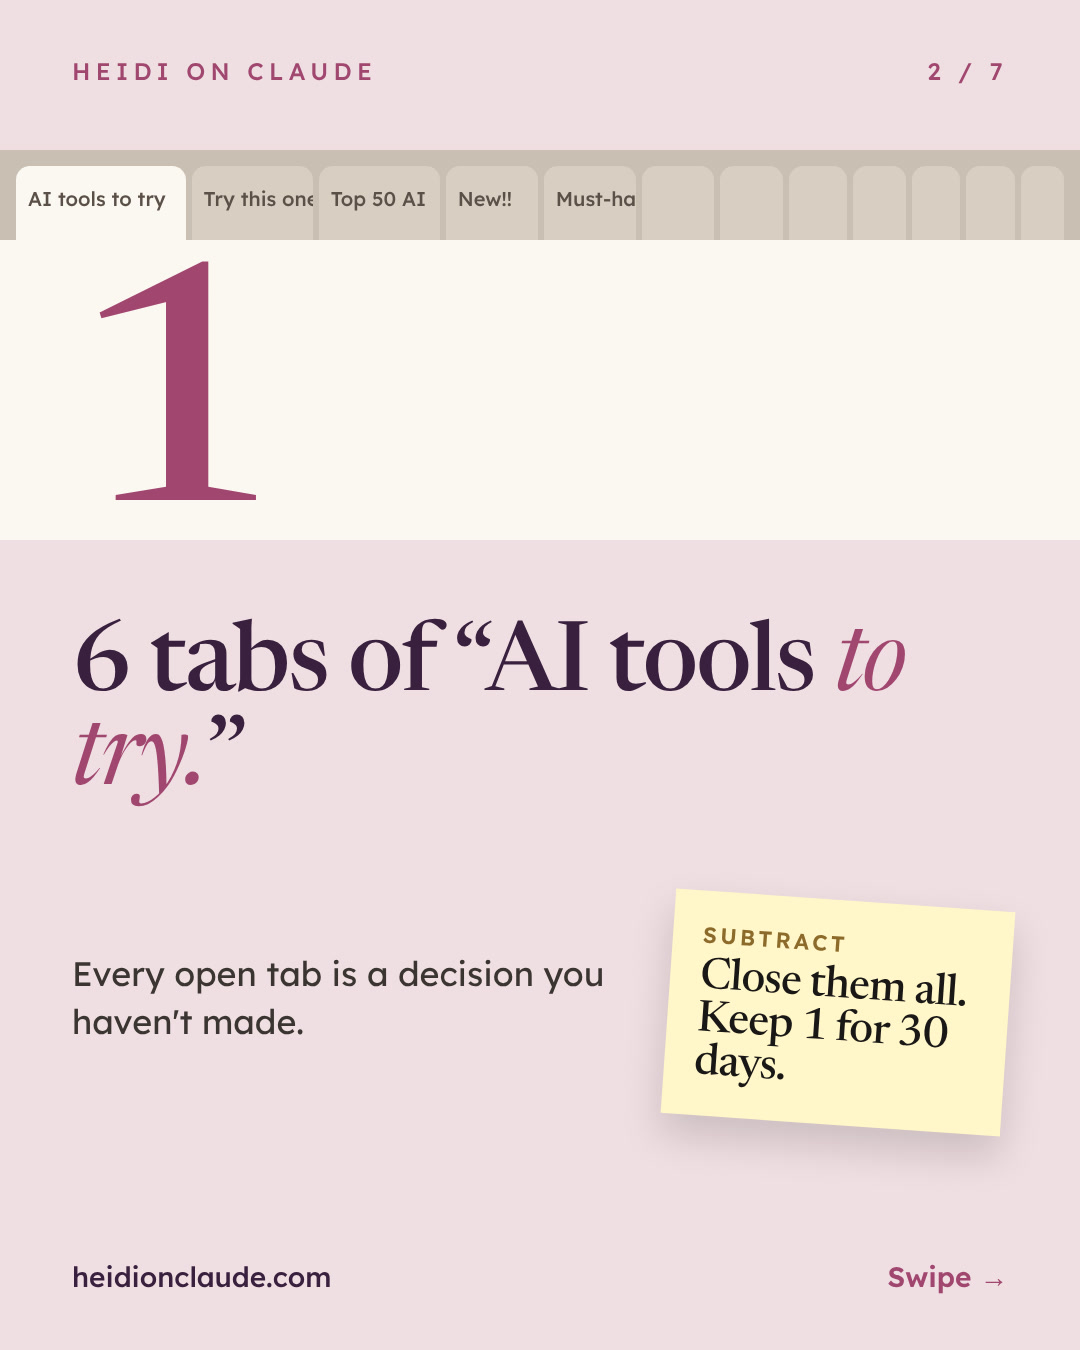 HEIDI ON CLAUDE
2 / 7
AI tools to try
Try this one
Top 50 AI
New!!
Must-ha
1
6 tabs of “AI tools to
try.”
Every open tab is a decision you
haven't made.
SUBTRACT
Close them all.
Keep 1 for 30
days.
heidionclaude.com
Swipe →